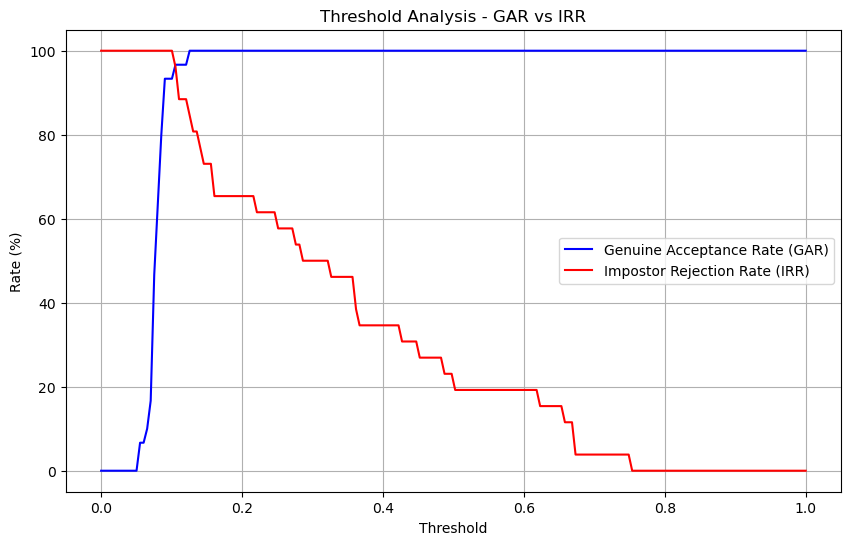 Threshold Analysis - GAR vs IRR
Rate (%)
100
80
60
40
20
0
Genuine Acceptance Rate (GAR)
Impostor Rejection Rate (IRR)
0.0 0.2 0.4 0.6 0.8 1.0
Threshold